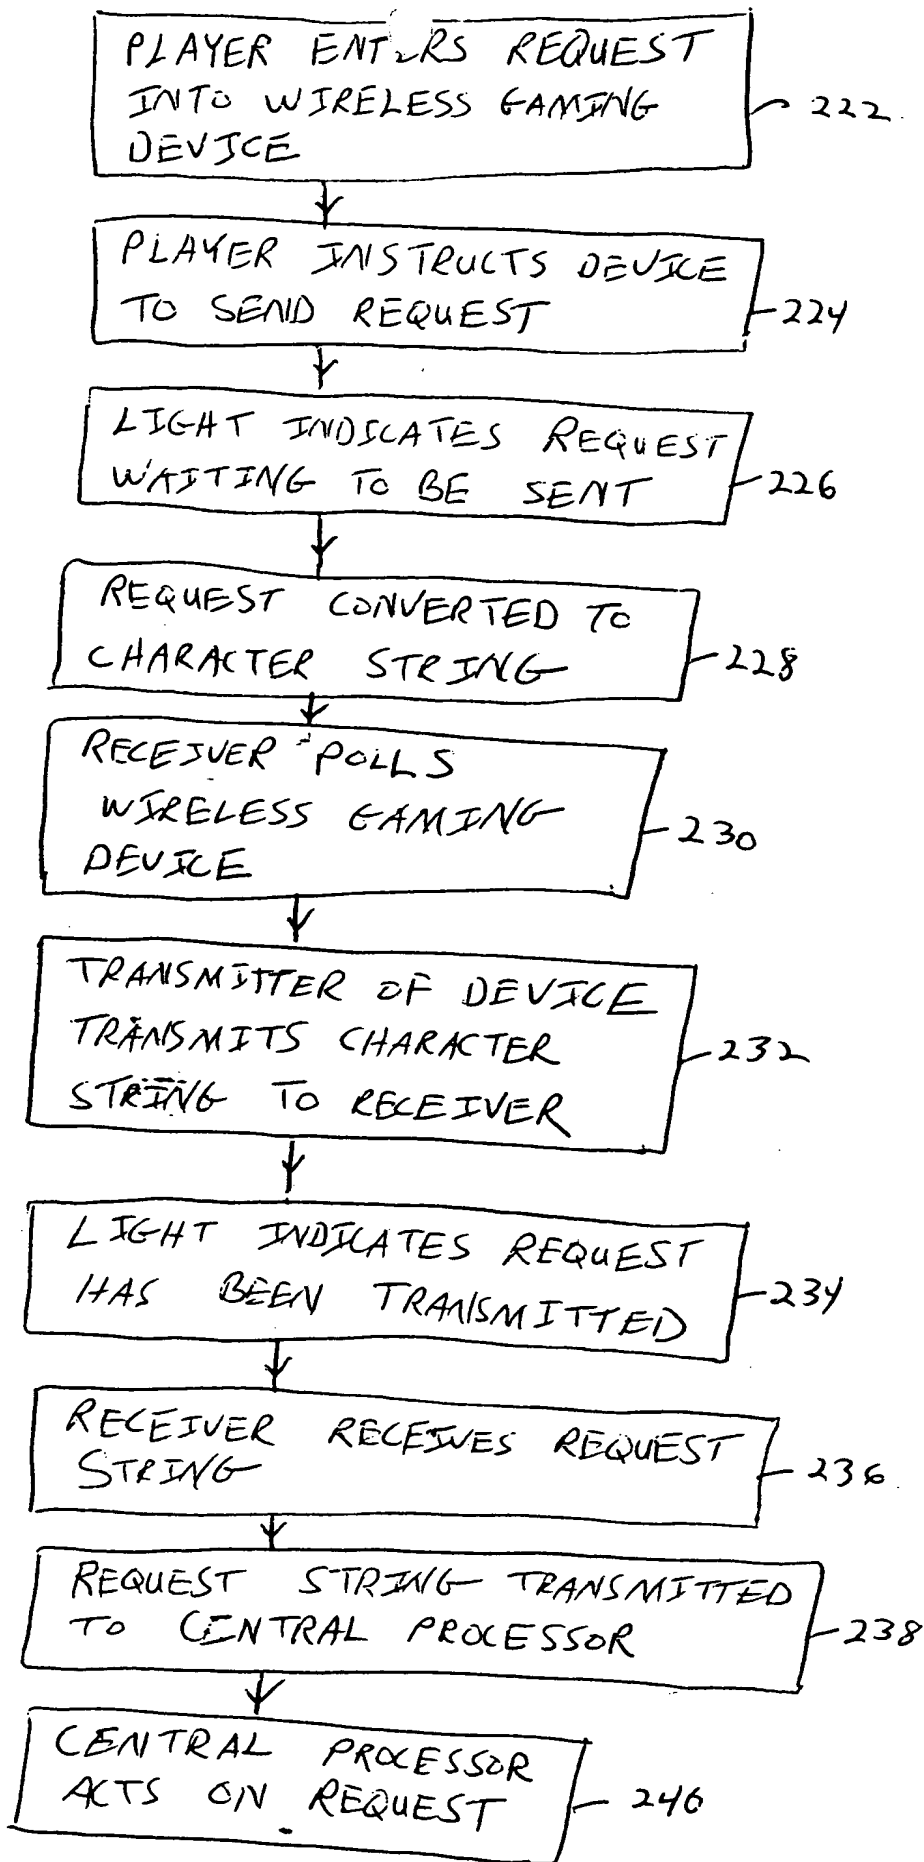 PLAYER ENTERS REQUEST
INTO WIRELESS GAMING
DEVICE
222
PLAYER INSTRUCTS DEVICE
TO SEND REQUEST
224
LIGHT INDICATES REQUEST
WAITING TO BE SENT
226
REQUEST CONVERTED TO
CHARACTER STRING
228
RECEIVER POLLS
WIRELESS GAMING
DEVICE
230
TRANSMITTER OF DEVICE
TRANSMITS CHARACTER
STRING TO RECEIVER
232
LIGHT INDICATES REQUEST
HAS BEEN TRANSMITTED
234
RECEIVER RECEIVES REQUEST
STRING
236
REQUEST STRING TRANSMITTED
TO CENTRAL PROCESSOR
238
CENTRAL PROCESSOR
ACTS ON REQUEST
240